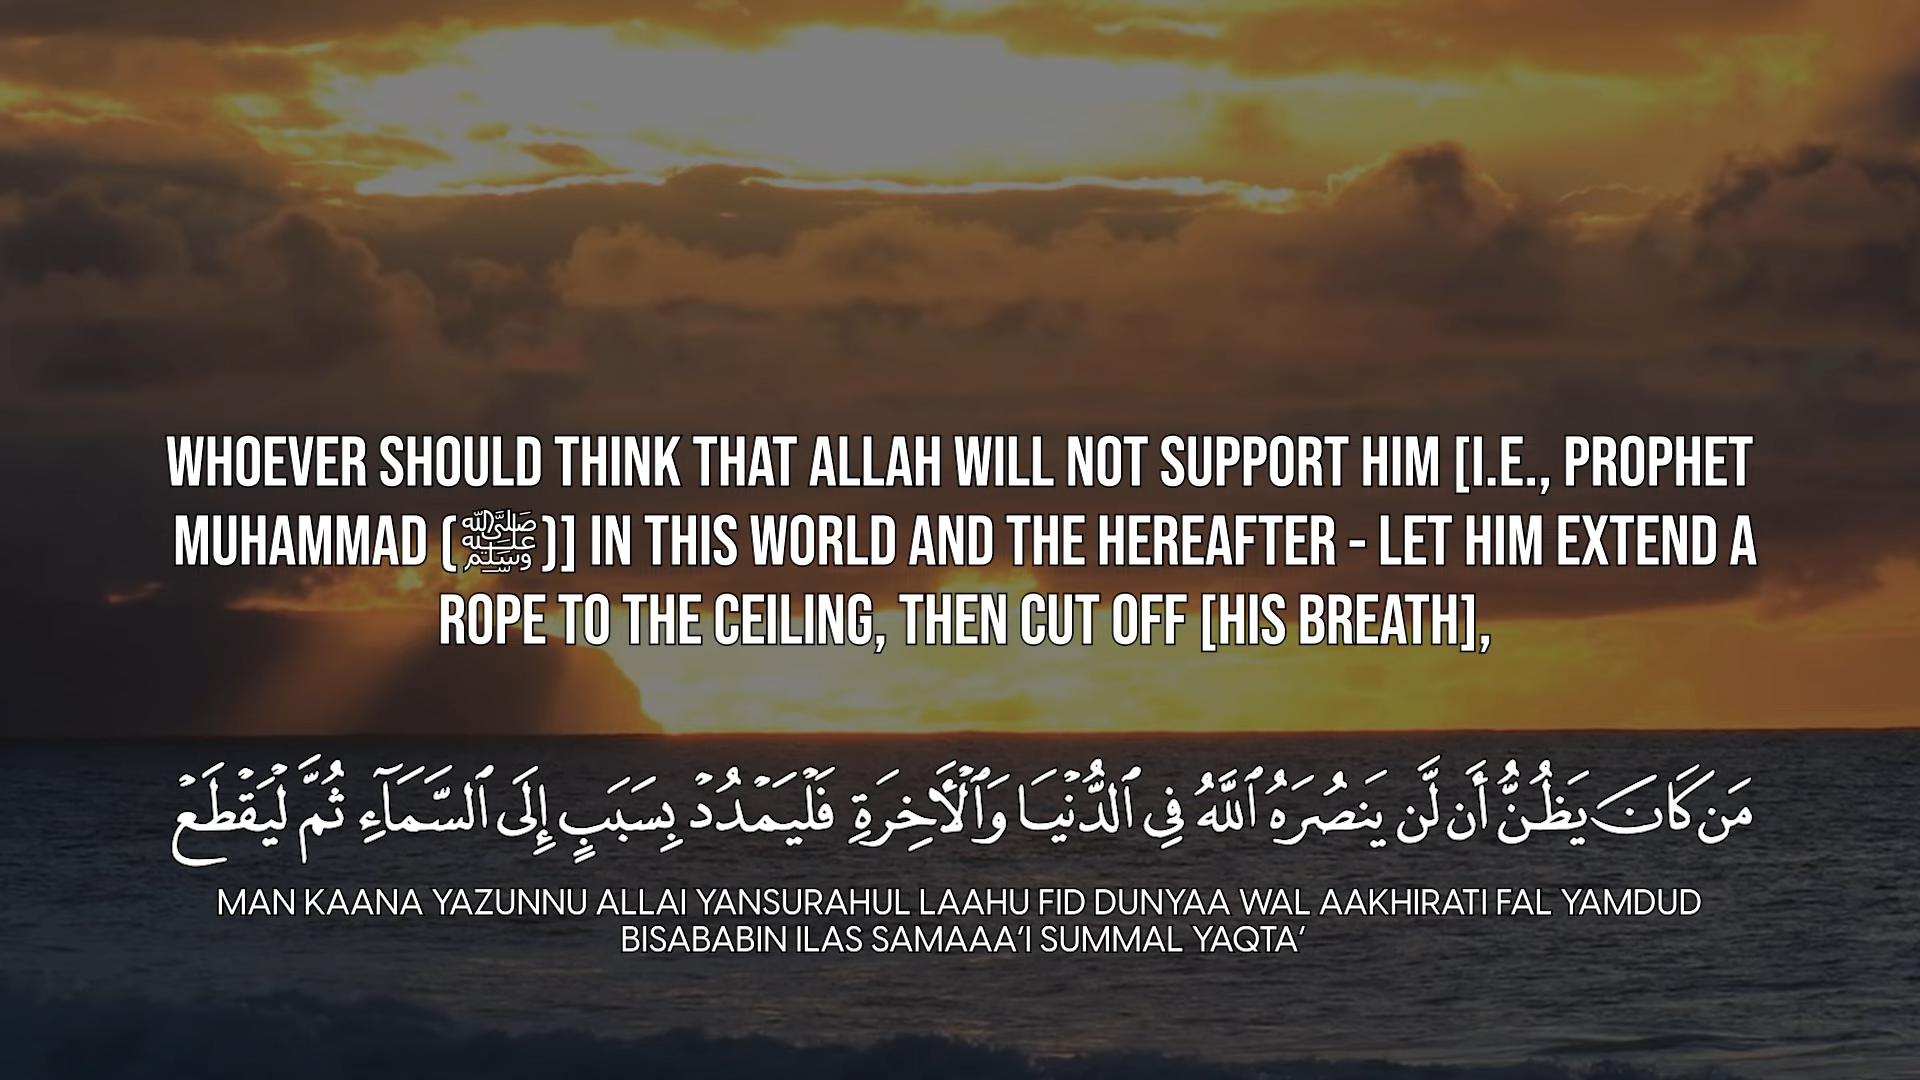 WHOEVER SHOULD THINK THAT ALLAH WILL NOT SUPPORT HIM [I.E., PROPHET
MUHAMMAD (ﷺ)] IN THIS WORLD AND THE HEREAFTER - LET HIM EXTEND A
ROPE TO THE CEILING, THEN CUT OFF [HIS BREATH],
مَن كَانَ يَظُنُّ أَن لَّن يَنصُرَهُ ٱللَّهُ فِى ٱلدُّنْيَا وَٱلْـَٔاخِرَةِ فَلْيَمْدُدْ بِسَبَبٍ إِلَى ٱلسَّمَآءِ ثُمَّ لْيَقْطَعْ
MAN KAANA YAZUNNU ALLAI YANSURAHUL LAAHU FID DUNYAA WAL AAKHIRATI FAL YAMDUD
BISABABIN ILAS SAMAAA'I SUMMAL YAQTA'